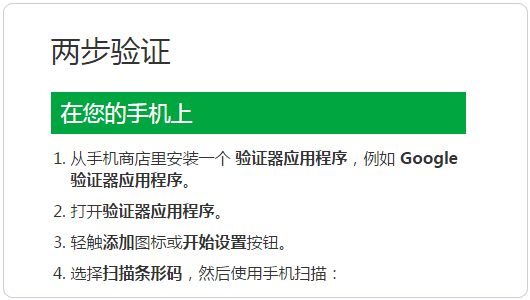 两步验证
在您的手机上
1. 从手机商店里安装一个 验证器应用程序，例如 Google
验证器应用程序。
2. 打开验证器应用程序。
3. 轻触添加图标或开始设置按钮。
4. 选择扫描条形码，然后使用手机扫描：